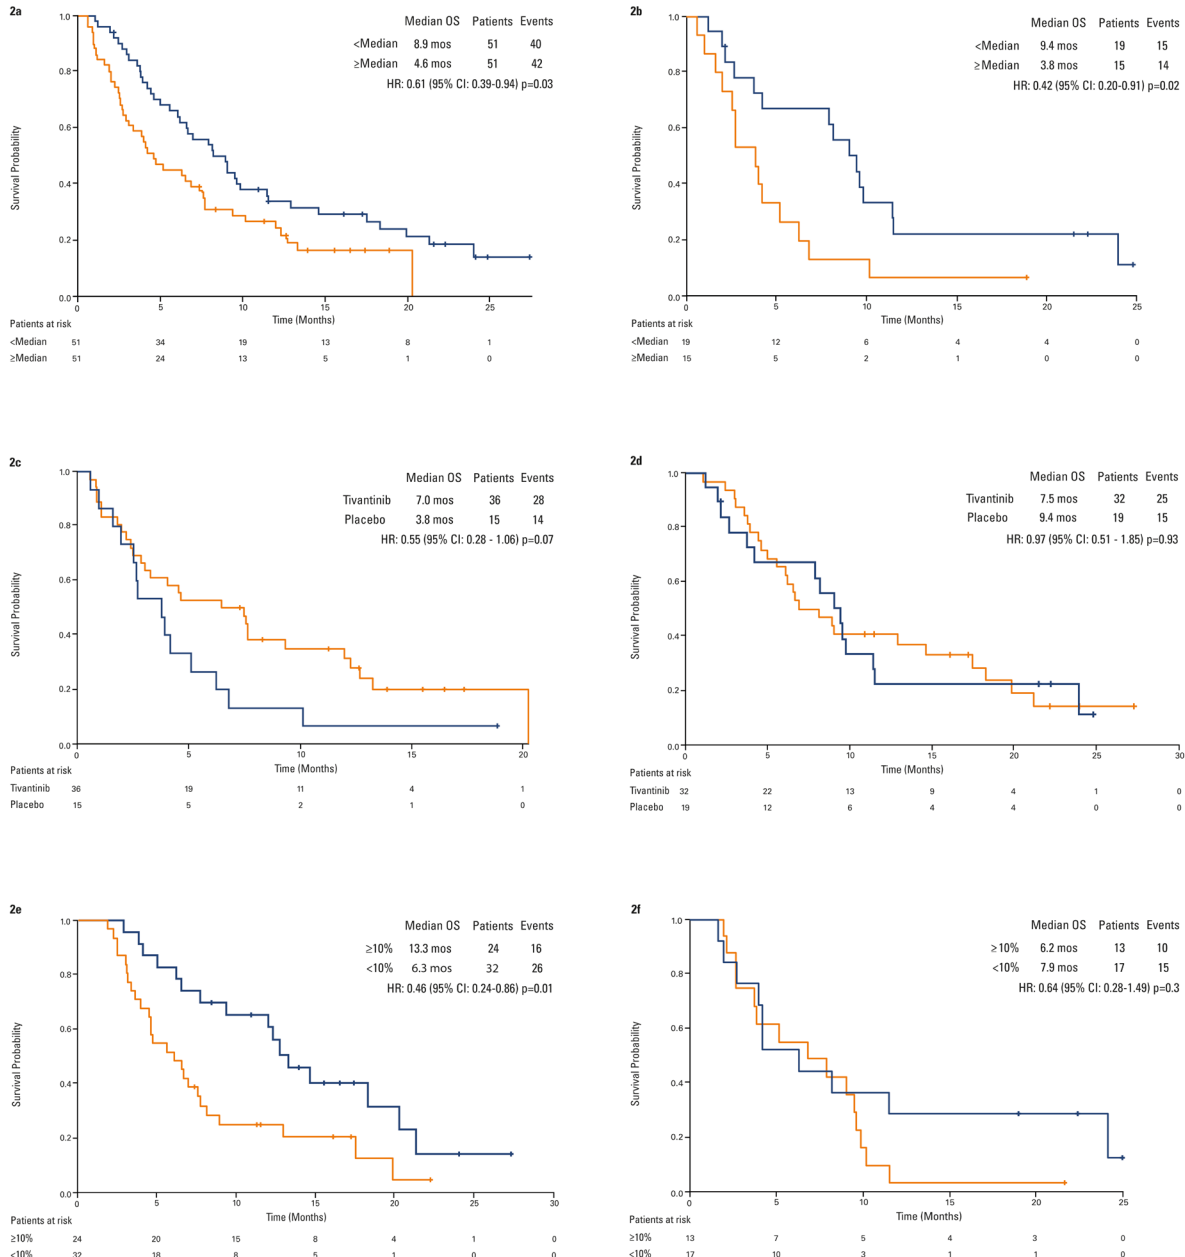 2a
Median OS Patients Events
<Median 8.9 mos 51 40
≥Median 4.6 mos 51 42
HR: 0.61 (95% CI: 0.39-0.94) p=0.03
Survival Probability
1.0
0.8
0.6
0.4
0.2
0.0
0 5 10 15 20 25
Time (Months)
Patients at risk
<Median 51 34 19 13 8 1
≥Median 51 24 13 5 1 0
2b
Median OS Patients Events
<Median 9.4 mos 19 15
≥Median 3.8 mos 15 14
HR: 0.42 (95% CI: 0.20-0.91) p=0.02
Survival Probability
1.0
0.8
0.6
0.4
0.2
0.0
0 5 10 15 20 25
Time (Months)
Patients at risk
<Median 19 12 6 4 4 0
≥Median 15 5 2 1 0 0
2c
Median OS Patients Events
Tivantinib 7.0 mos 36 28
Placebo 3.8 mos 15 14
HR: 0.55 (95% CI: 0.28 - 1.06) p=0.07
Survival Probability
1.0
0.8
0.6
0.4
0.2
0.0
0 5 10 15 20
Time (Months)
Patients at risk
Tivantinib 36 19 11 4 1
Placebo 15 5 2 1 0
2d
Median OS Patients Events
Tivantinib 7.5 mos 32 25
Placebo 9.4 mos 19 15
HR: 0.97 (95% CI: 0.51 - 1.85) p=0.93
Survival Probability
1.0
0.8
0.6
0.4
0.2
0.0
0 5 10 15 20 25 30
Time (Months)
Patients at risk
Tivantinib 32 22 13 9 4 1 0
Placebo 19 12 6 4 4 0 0
2e
Median OS Patients Events
≥10% 13.3 mos 24 16
<10% 6.3 mos 32 26
HR: 0.46 (95% CI: 0.24-0.86) p=0.01
Survival Probability
1.0
0.8
0.6
0.4
0.2
0.0
0 5 10 15 20 25 30
Time (Months)
Patients at risk
≥10% 24 20 15 8 4 1 0
<10% 32 18 8 5 1 0 0
2f
Median OS Patients Events
≥10% 6.2 mos 13 10
<10% 7.9 mos 17 15
HR: 0.64 (95% CI: 0.28-1.49) p=0.3
Survival Probability
1.0
0.8
0.6
0.4
0.2
0.0
0 5 10 15 20 25
Time (Months)
Patients at risk
≥10% 13 7 5 4 3 0
<10% 17 10 3 1 1 0